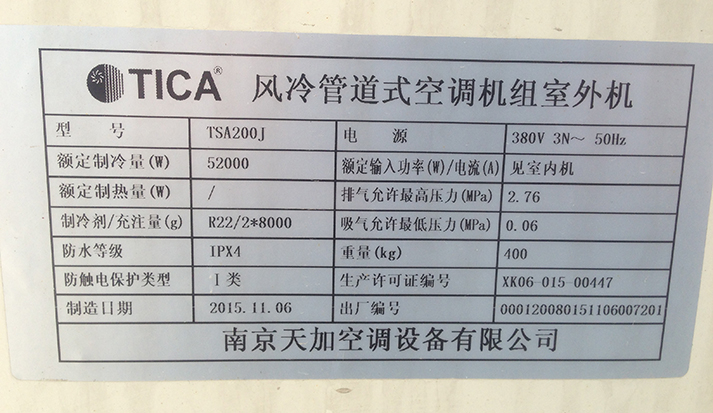 TICA® 风冷管道式空调机组室外机
型 号 TSA200J 电 源 380V 3N～ 50Hz
额定制冷量(W) 52000 额定输入功率(W)/电流(A) 见室内机
额定制热量(W) / 排气允许最高压力(MPa) 2.76
制冷剂/充注量(g) R22/2*8000 吸气允许最低压力(MPa) 0.06
防水等级 IPX4 重量(kg) 400
防触电保护类型 I 类 生产许可证编号 XK06-015-00447
制造日期 2015.11.06 出厂编号 000120080151106007201
南京天加空调设备有限公司